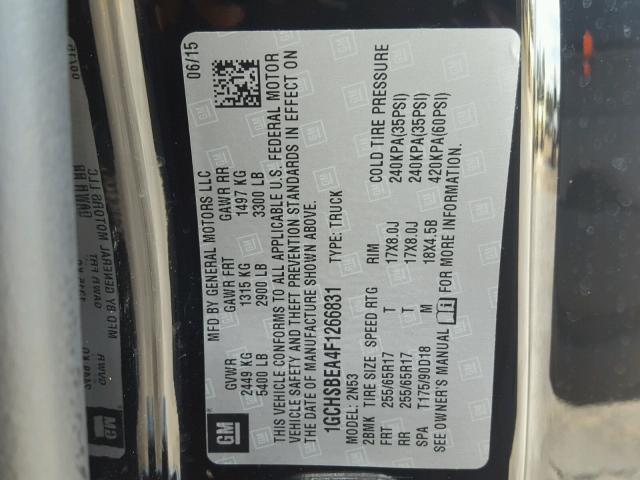 GM
MFD BY GENERAL MOTORS LLC
06/15
GVWR GAWR FRT GAWR RR
2449 KG 1315 KG 1497 KG
5400 LB 2900 LB 3300 LB
THIS VEHICLE CONFORMS TO ALL APPLICABLE U.S. FEDERAL MOTOR
VEHICLE SAFETY AND THEFT PREVENTION STANDARDS IN EFFECT ON
THE DATE OF MANUFACTURE SHOWN ABOVE.
1GCHSBEA4F1266831 TYPE: TRUCK
MODEL: 2N53
2BMK TIRE SIZE SPEED RTG RIM COLD TIRE PRESSURE
FRT 255/65R17 T 17X8.0J 240KPA(35PSI)
RR 255/65R17 T 17X8.0J 240KPA(35PSI)
SPA T175/90D18 M 18X4.5B 420KPA(60PSI)
SEE OWNER'S MANUAL FOR MORE INFORMATION.